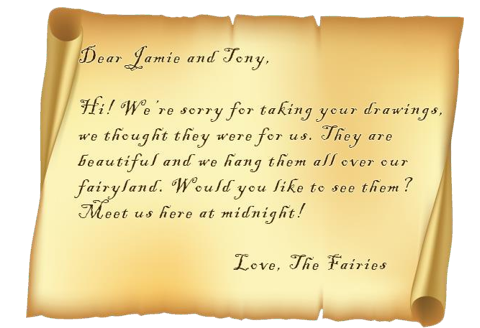 Dear Jamie and Tony,
Hi! We're sorry for taking your drawings,
we thought they were for us. They are
beautiful and we hang them all over our
fairyland. Would you like to see them?
Meet us here at midnight!
Love, The Fairies